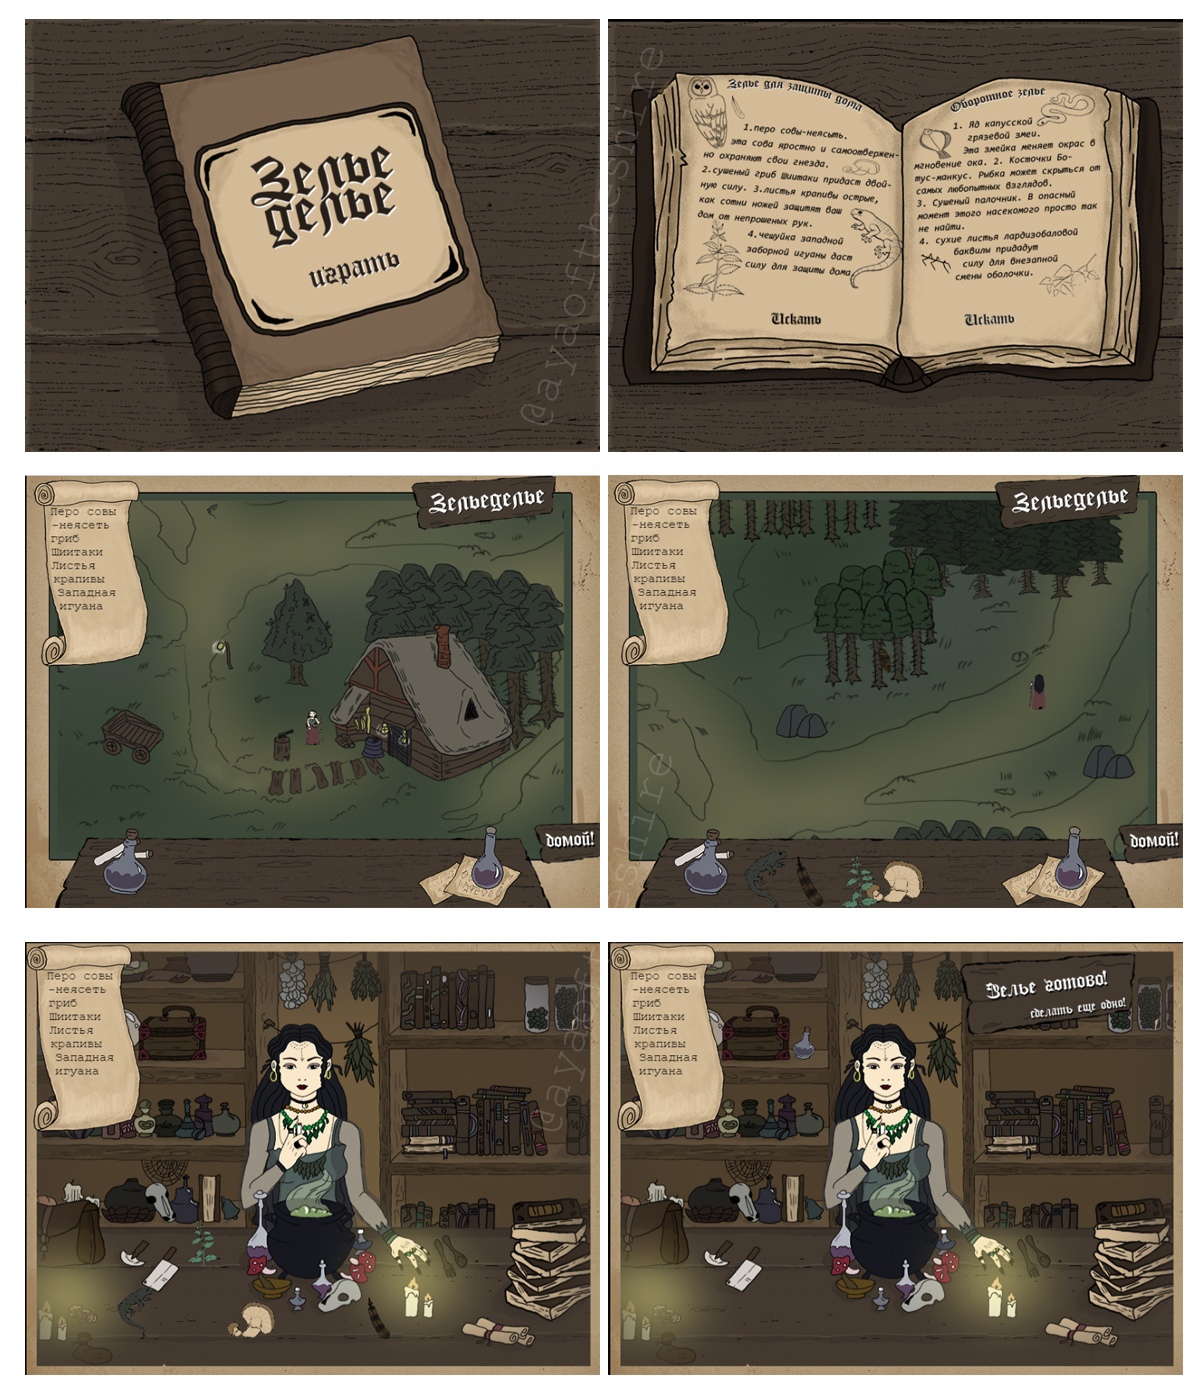 Зелье
делье
играть
@ayaoftheshire
Зелье для защиты дома
1.перо совы-неясыть.
эта сова яростно и самоотвержен-
но охраняют свои гнезда.
2.сушеный гриб Шиитаки придаст двой-
ную силу. 3.листья крапивы острые,
как сотни ножей защитят ваш
дом от непрошеных рук.
4.чешуйка западной
заборной игуаны даст
силу для защиты дома
Искать
Оборотное зелье
1. Яд капусской
грязевой змеи.
Эта змейка меняет окрас в
мгновение ока. 2. Косточки Бо-
тус-манкус. Рыбка может скрыться от
самых любопытных взглядов.
3. Сушеный палочник. В опасный
момент этого насекомого просто так
не найти.
4. сухие листья лардизобаловой
баквилы придадут
силу для внезапной
смены оболочки.
Искать
Перо совы
-неясеть
гриб
Шиитаки
Листья
крапивы
Западная
игуана
Зельеделье
домой!
Перо совы
-неясеть
гриб
Шиитаки
Листья
крапивы
Западная
игуана
Зельеделье
домой!
Перо совы
-неясеть
гриб
Шиитаки
Листья
крапивы
Западная
игуана
Перо совы
-неясеть
гриб
Шиитаки
Листья
крапивы
Западная
игуана
Зелье готово!
сделать еще одно!